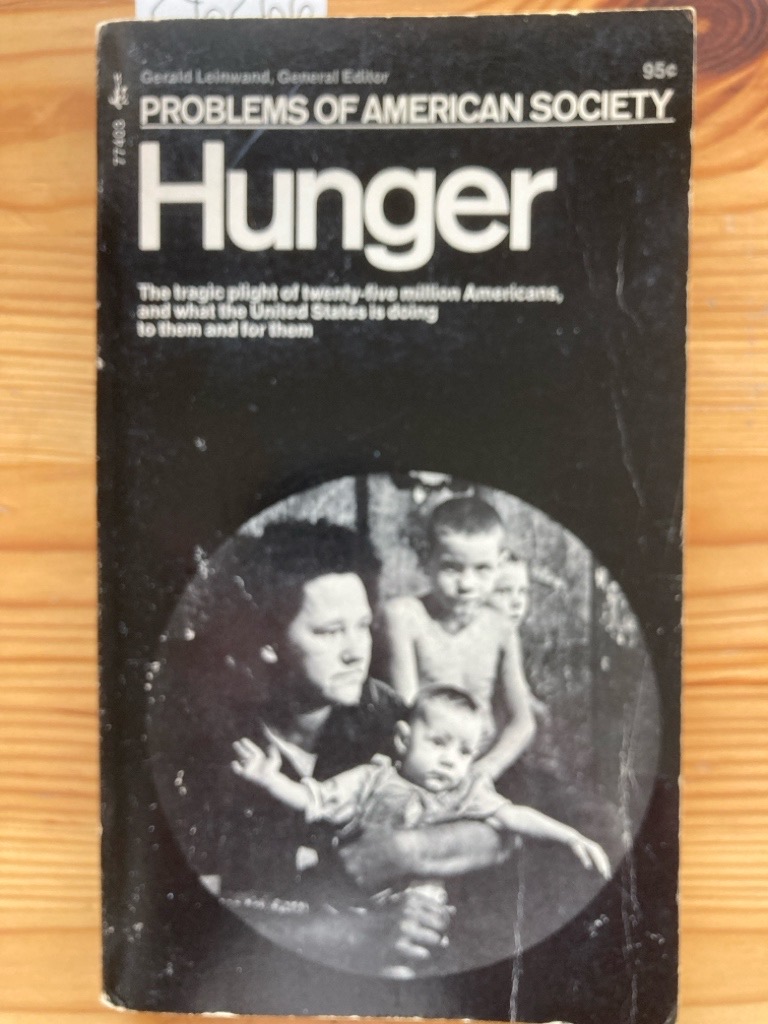 Gerald Leinwand, General Editor
95¢
PROBLEMS OF AMERICAN SOCIETY
77403
Hunger
The tragic plight of twenty-five million Americans,
and what the United States is doing
to them and for them